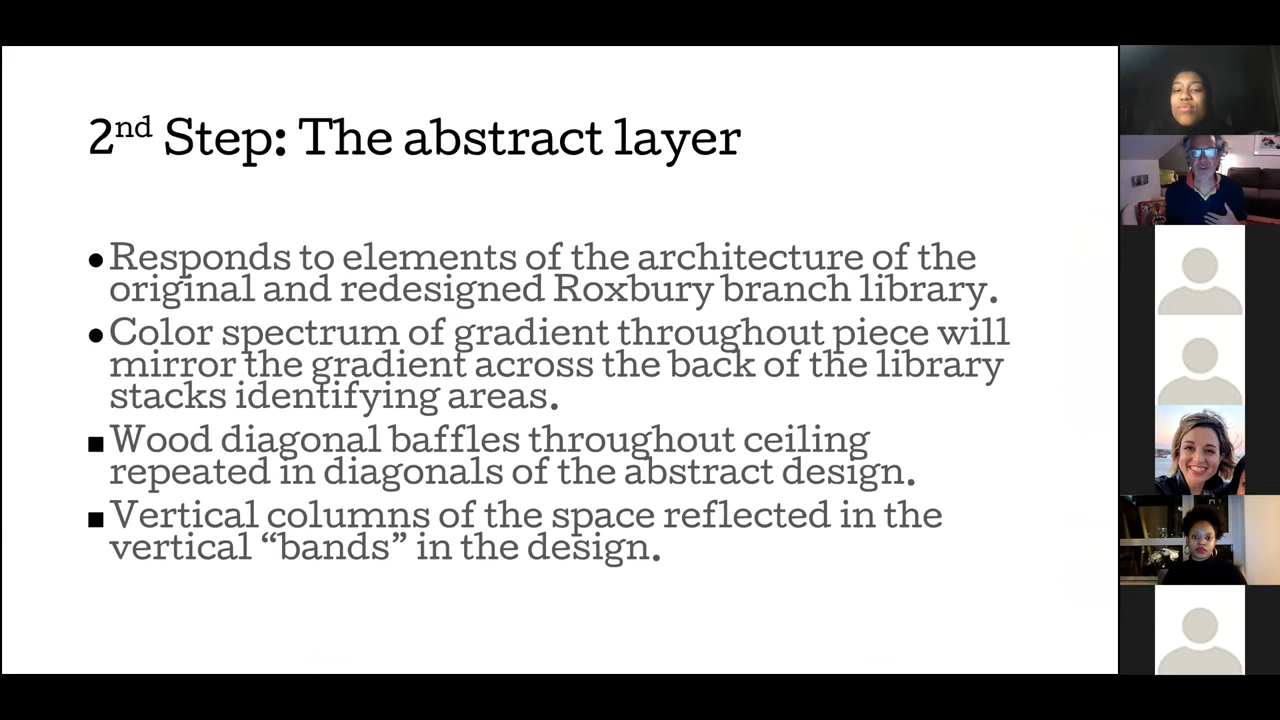 2nd Step: The abstract layer
● Responds to elements of the architecture of the
original and redesigned Roxbury branch library.
● Color spectrum of gradient throughout piece will
mirror the gradient across the back of the library
stacks identifying areas.
■ Wood diagonal baffles throughout ceiling
repeated in diagonals of the abstract design.
■ Vertical columns of the space reflected in the
vertical “bands” in the design.